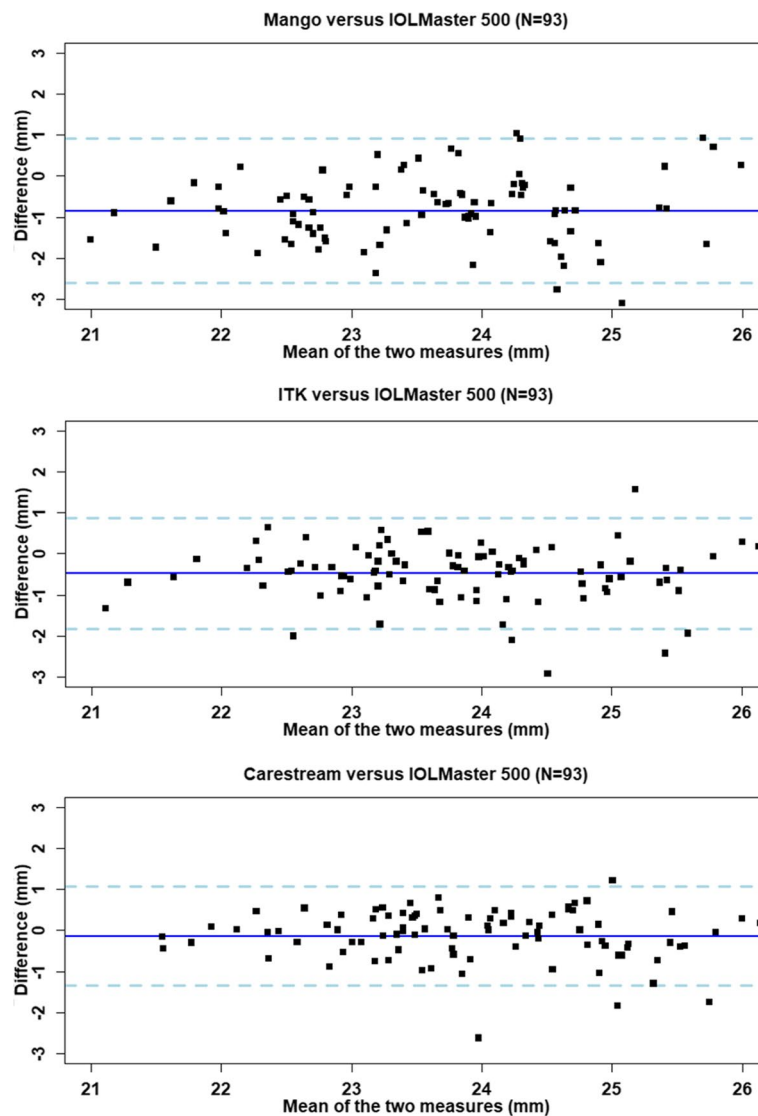 Mango versus IOLMaster 500 (N=93)
Difference (mm)
3
2
1
0
-1
-2
-3
21 22 23 24 25 26
Mean of the two measures (mm)
ITK versus IOLMaster 500 (N=93)
Difference (mm)
3
2
1
0
-1
-2
-3
21 22 23 24 25 26
Mean of the two measures (mm)
Carestream versus IOLMaster 500 (N=93)
Difference (mm)
3
2
1
0
-1
-2
-3
21 22 23 24 25 26
Mean of the two measures (mm)